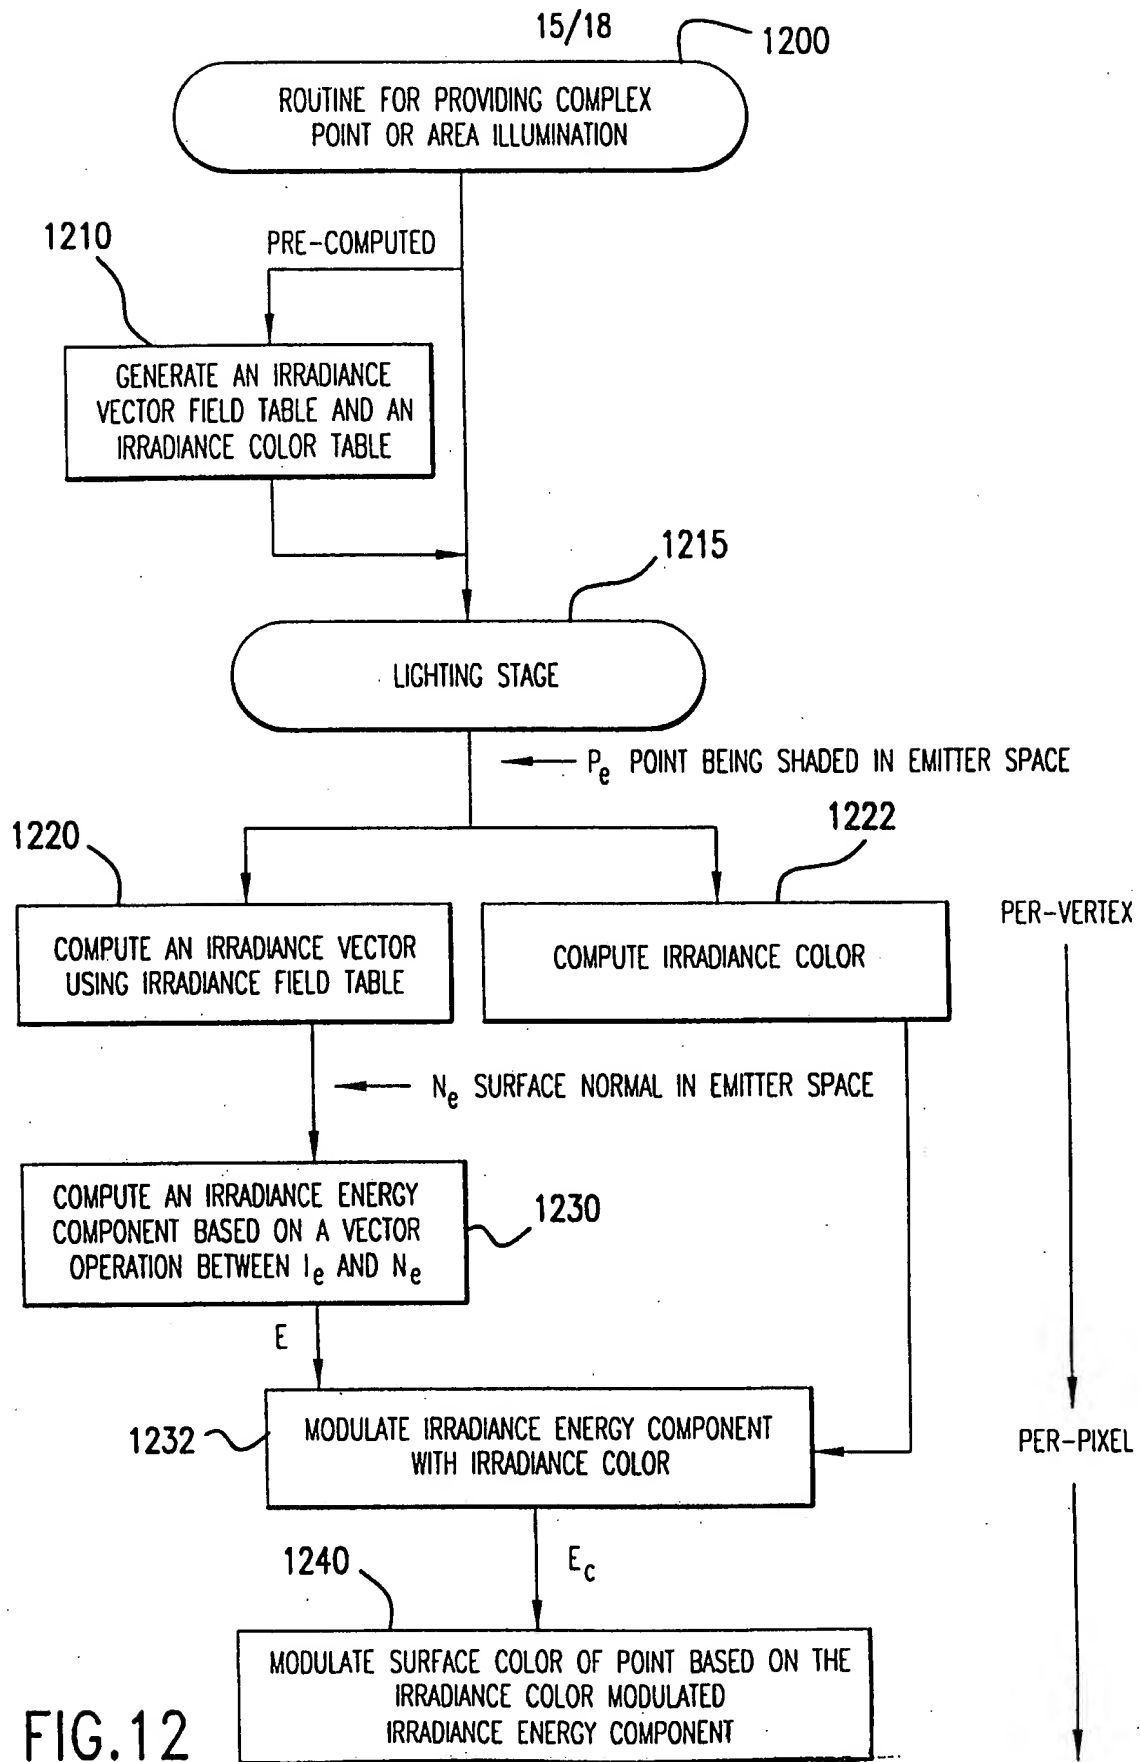 15/18
1200
ROUTINE FOR PROVIDING COMPLEX
POINT OR AREA ILLUMINATION
1210
PRE-COMPUTED
GENERATE AN IRRADIANCE
VECTOR FIELD TABLE AND AN
IRRADIANCE COLOR TABLE
1215
LIGHTING STAGE
Pe POINT BEING SHADED IN EMITTER SPACE
1220
1222
COMPUTE AN IRRADIANCE VECTOR
USING IRRADIANCE FIELD TABLE
COMPUTE IRRADIANCE COLOR
PER-VERTEX
Ne SURFACE NORMAL IN EMITTER SPACE
COMPUTE AN IRRADIANCE ENERGY
COMPONENT BASED ON A VECTOR
OPERATION BETWEEN Ie AND Ne
1230
E
1232
MODULATE IRRADIANCE ENERGY COMPONENT
WITH IRRADIANCE COLOR
PER-PIXEL
1240
Ec
MODULATE SURFACE COLOR OF POINT BASED ON THE
IRRADIANCE COLOR MODULATED
IRRADIANCE ENERGY COMPONENT
FIG.12